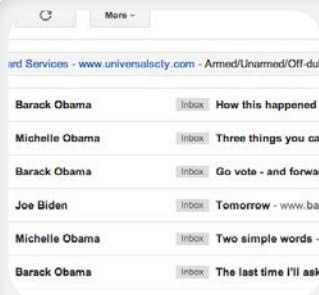 More
ard Services - www.universalscty.com - Armed/Unarmed/Off-du
Barack Obama Inbox How this happened
Michelle Obama Inbox Three things you ca
Barack Obama Inbox Go vote - and forwa
Joe Biden Inbox Tomorrow - www.ba
Michelle Obama Inbox Two simple words -
Barack Obama Inbox The last time I'll ask